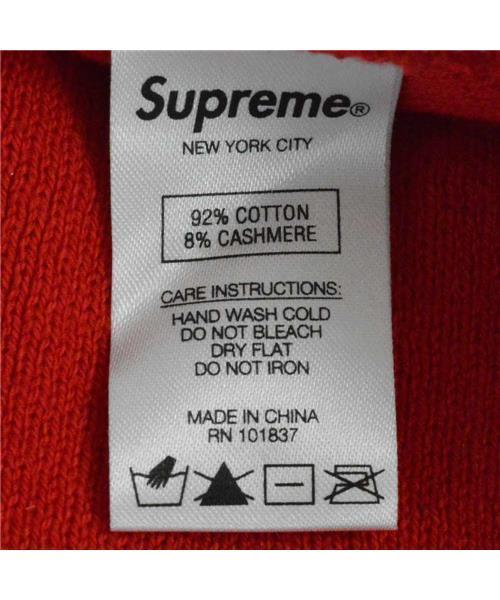 Supreme®
NEW YORK CITY
92% COTTON
8% CASHMERE
CARE INSTRUCTIONS:
HAND WASH COLD
DO NOT BLEACH
DRY FLAT
DO NOT IRON
MADE IN CHINA
RN 101837